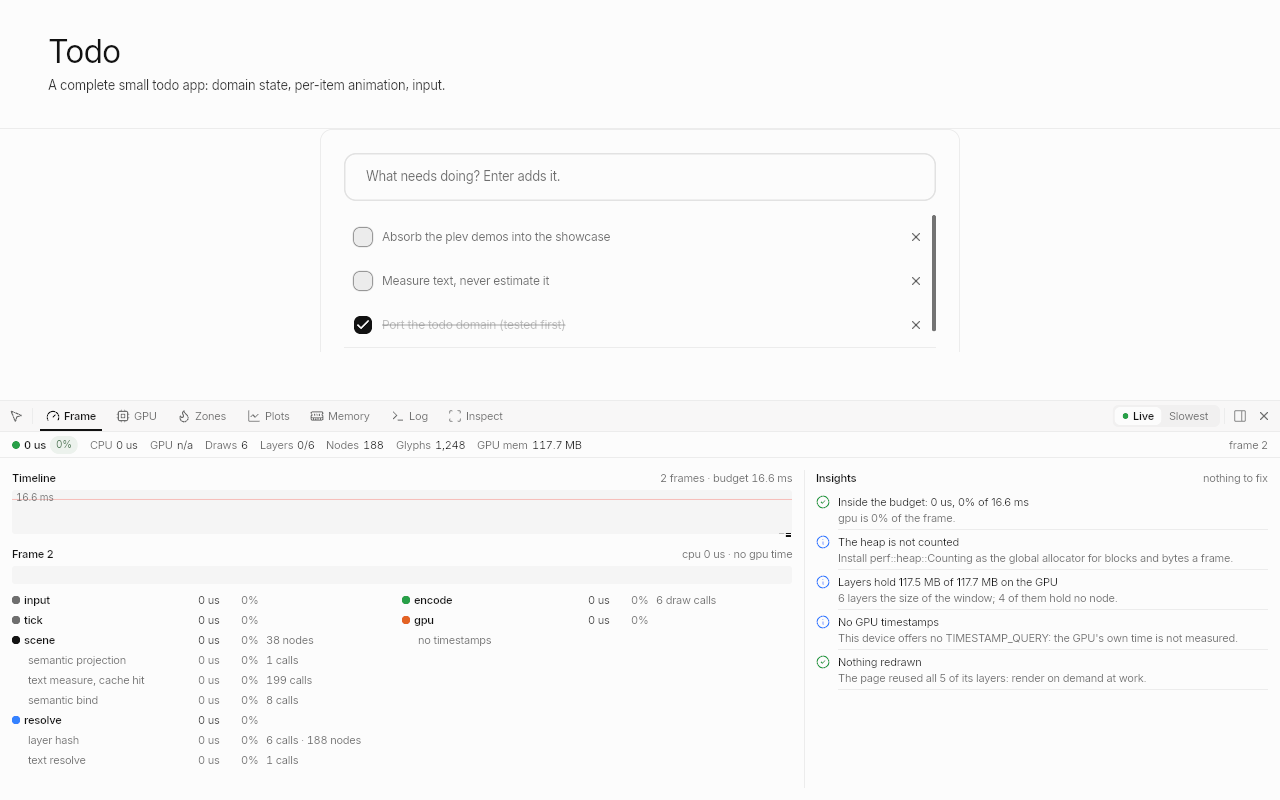 Todo
A complete small todo app: domain state, per-item animation, input.
What needs doing? Enter adds it.
Absorb the plev demos into the showcase
Measure text, never estimate it
Port the todo domain (tested first)
Frame GPU Zones Plots Memory Log Inspect Live Slowest
0 us 0% CPU 0 us GPU n/a Draws 6 Layers 0/6 Nodes 188 Glyphs 1,248 GPU mem 117.7 MB frame 2
Timeline 2 frames · budget 16.6 ms
16.6 ms
Frame 2 cpu 0 us · no gpu time
input 0 us 0%
tick 0 us 0%
scene 0 us 0% 38 nodes
semantic projection 0 us 0% 1 calls
text measure, cache hit 0 us 0% 199 calls
semantic bind 0 us 0% 8 calls
resolve 0 us 0%
layer hash 0 us 0% 6 calls · 188 nodes
text resolve 0 us 0% 1 calls
encode 0 us 0% 6 draw calls
gpu 0 us 0%
no timestamps
Insights nothing to fix
Inside the budget: 0 us, 0% of 16.6 ms
gpu is 0% of the frame.
The heap is not counted
Install perf::heap::Counting as the global allocator for blocks and bytes a frame.
Layers hold 117.5 MB of 117.7 MB on the GPU
6 layers the size of the window; 4 of them hold no node.
No GPU timestamps
This device offers no TIMESTAMP_QUERY: the GPU's own time is not measured.
Nothing redrawn
The page reused all 5 of its layers: render on demand at work.